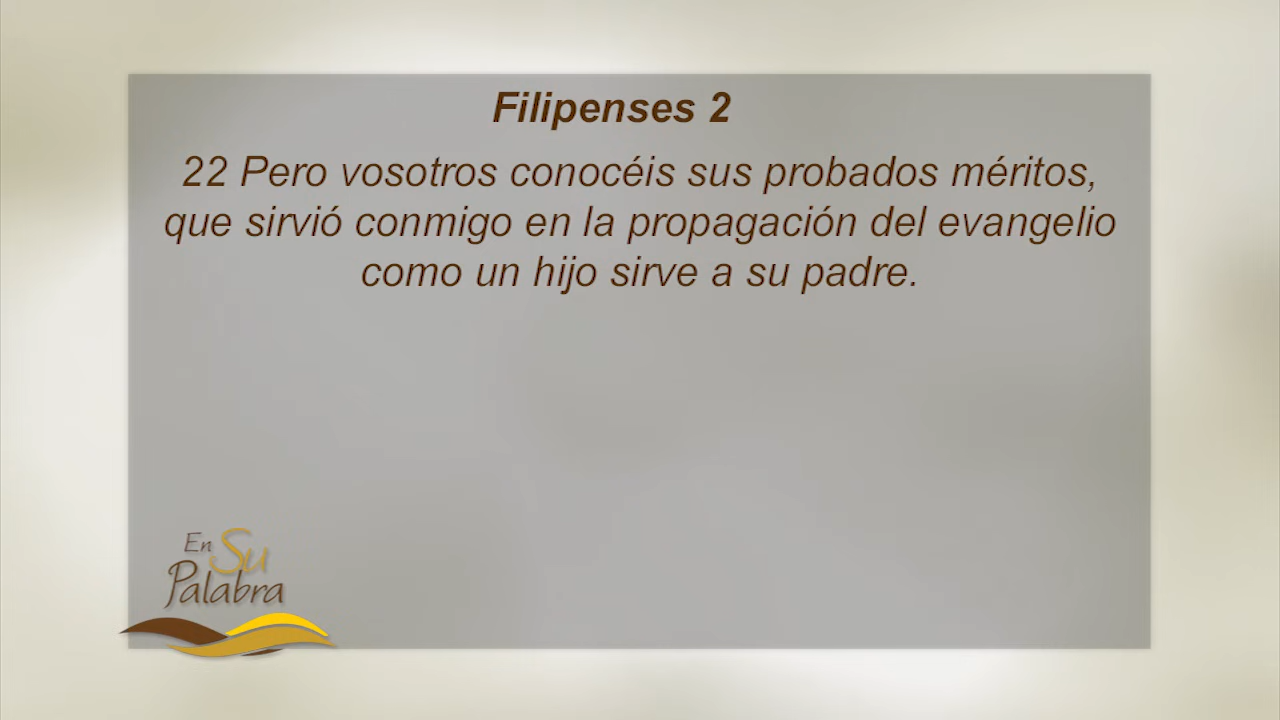 Filipenses 2
22 Pero vosotros conocéis sus probados méritos,
que sirvió conmigo en la propagación del evangelio
como un hijo sirve a su padre.
En Su
Palabra